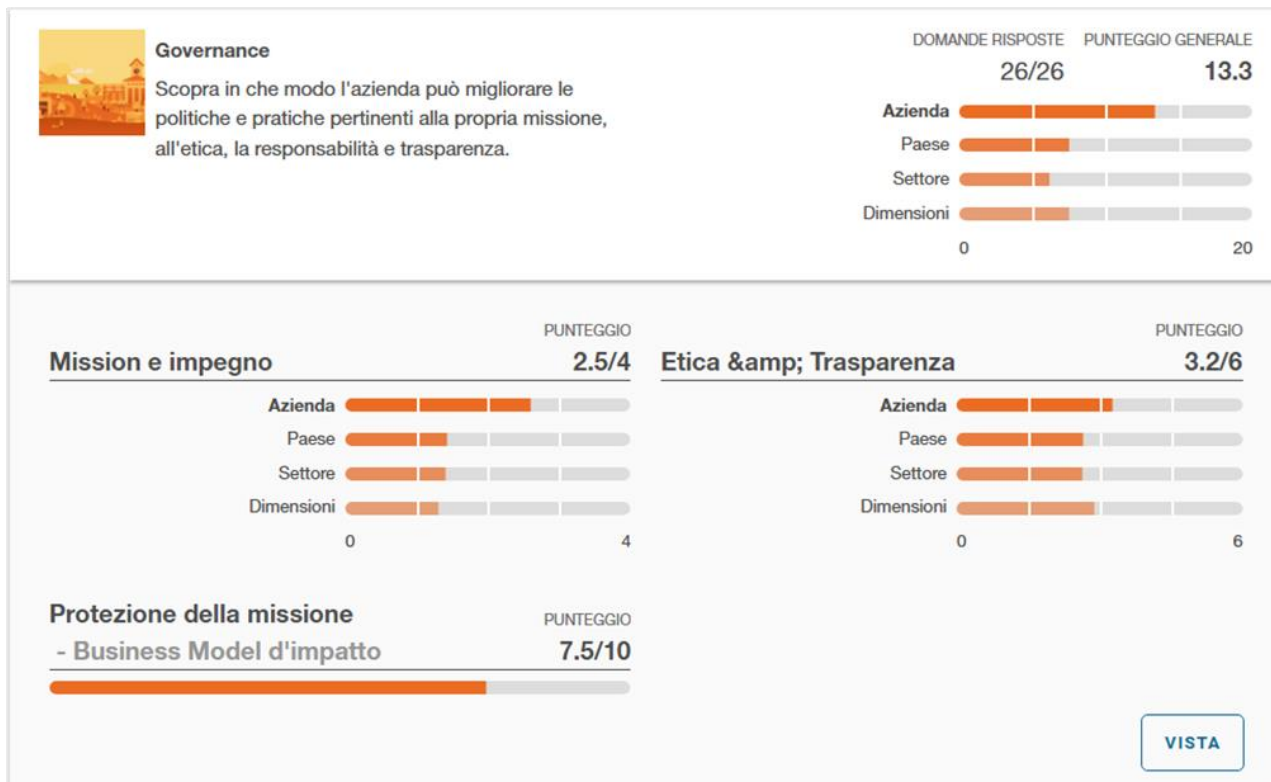 Governance
Scopra in che modo l'azienda può migliorare le
politiche e pratiche pertinenti alla propria missione,
all'etica, la responsabilità e trasparenza.
DOMANDE RISPOSTE PUNTEGGIO GENERALE
26/26 13.3
Azienda
Paese
Settore
Dimensioni
0 20
PUNTEGGIO
Mission e impegno 2.5/4
Azienda
Paese
Settore
Dimensioni
0 4
PUNTEGGIO
Etica &amp; Trasparenza 3.2/6
Azienda
Paese
Settore
Dimensioni
0 6
Protezione della missione PUNTEGGIO
- Business Model d'impatto 7.5/10
VISTA